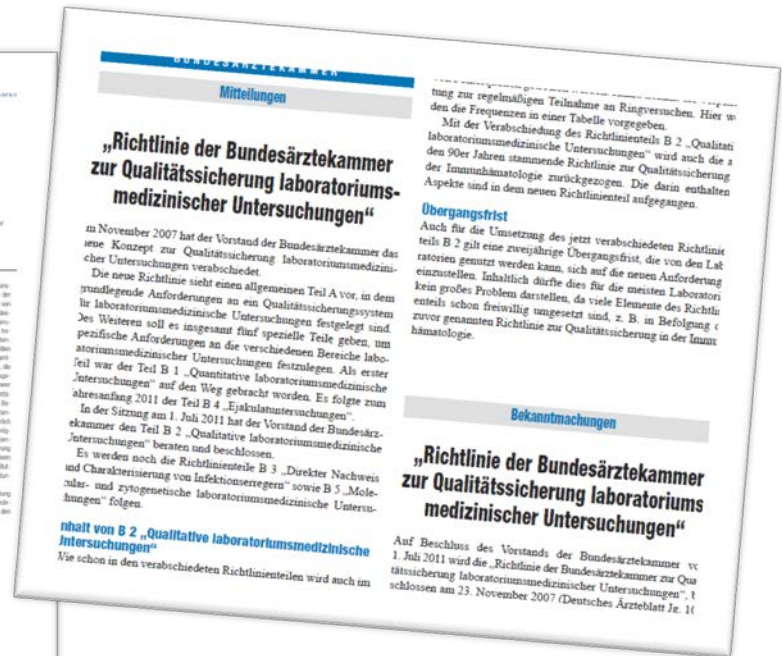 BUNDESÄRZTEKAMMER
Mitteilungen
„Richtlinie der Bundesärztekammer
zur Qualitätssicherung laboratoriums-
medizinischer Untersuchungen“
m November 2007 hat der Vorstand der Bundesärztekammer das
neue Konzept zur Qualitätssicherung laboratoriumsmedizini-
cher Untersuchungen verabschiedet.
Die neue Richtlinie sieht einen allgemeinen Teil A vor, in dem
grundlegende Anforderungen an ein Qualitätssicherungssystem
für laboratoriumsmedizinische Untersuchungen festgelegt sind.
Des Weiteren soll es insgesamt fünf spezielle Teile geben, um
pezifische Anforderungen an die verschiedenen Bereiche labo-
atoriumsmedizinischer Untersuchungen festzulegen. Als erster
Teil war der Teil B 1 „Quantitative laboratoriumsmedizinische
Untersuchungen“ auf den Weg gebracht worden. Es folgte zum
ahresanfang 2011 der Teil B 4 „Ejakulatuntersuchungen“.
In der Sitzung am 1. Juli 2011 hat der Vorstand der Bundesärz-
ekammer den Teil B 2 „Qualitative laboratoriumsmedizinische
Untersuchungen“ beraten und beschlossen.
Es werden noch die Richtlinienteile B 3 „Direkter Nachweis
und Charakterisierung von Infektionserregern“ sowie B 5 „Mole-
cular- und zytogenetische laboratoriumsmedizinische Untersu-
hungen“ folgen.
nhalt von B 2 „Qualitative laboratoriumsmedizinische
Untersuchungen“
Wie schon in den verabschiedeten Richtlinienteilen wird auch im
tung zur regelmäßigen Teilnahme an Ringversuchen. Hier w
den die Frequenzen in einer Tabelle vorgegeben.
Mit der Verabschiedung des Richtlinienteils B 2 „Qualitati
laboratoriumsmedizinische Untersuchungen“ wird auch die a
den 90er Jahren stammende Richtlinie zur Qualitätssicherung
der Immunhämatologie zurückgezogen. Die darin enthalten
Aspekte sind in dem neuen Richtlinienteil aufgegangen.
Übergangsfrist
Auch für die Umsetzung des jetzt verabschiedeten Richtlinie
teils B 2 gilt eine zweijährige Übergangsfrist, die von den Lab
ratorien genutzt werden kann, sich auf die neuen Anforderung
einzustellen. Inhaltlich dürfte dies für die meisten Laboratori
kein großes Problem darstellen, da viele Elemente des Richtli
enteils schon freiwillig umgesetzt sind, z. B. in Befolgung
zuvor genannten Richtlinie zur Qualitätssicherung in der Immu
hämatologie.
Bekanntmachungen
„Richtlinie der Bundesärztekammer
zur Qualitätssicherung laboratoriums
medizinischer Untersuchungen“
Auf Beschluss des Vorstands der Bundesärztekammer vo
1. Juli 2011 wird die „Richtlinie der Bundesärztekammer zur Qua
tätssicherung laboratoriumsmedizinischer Untersuchungen“,
schlossen am 23. November 2007 (Deutsches Ärzteblatt Jg.